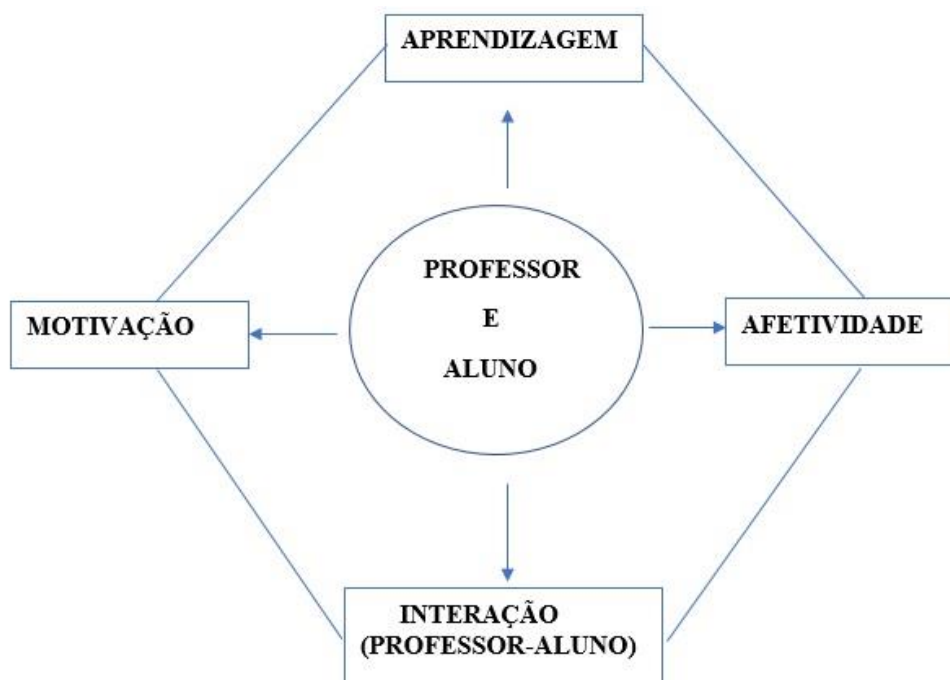 APRENDIZAGEM
PROFESSOR
E
ALUNO
MOTIVAÇÃO
AFETIVIDADE
INTERAÇÃO
(PROFESSOR-ALUNO)